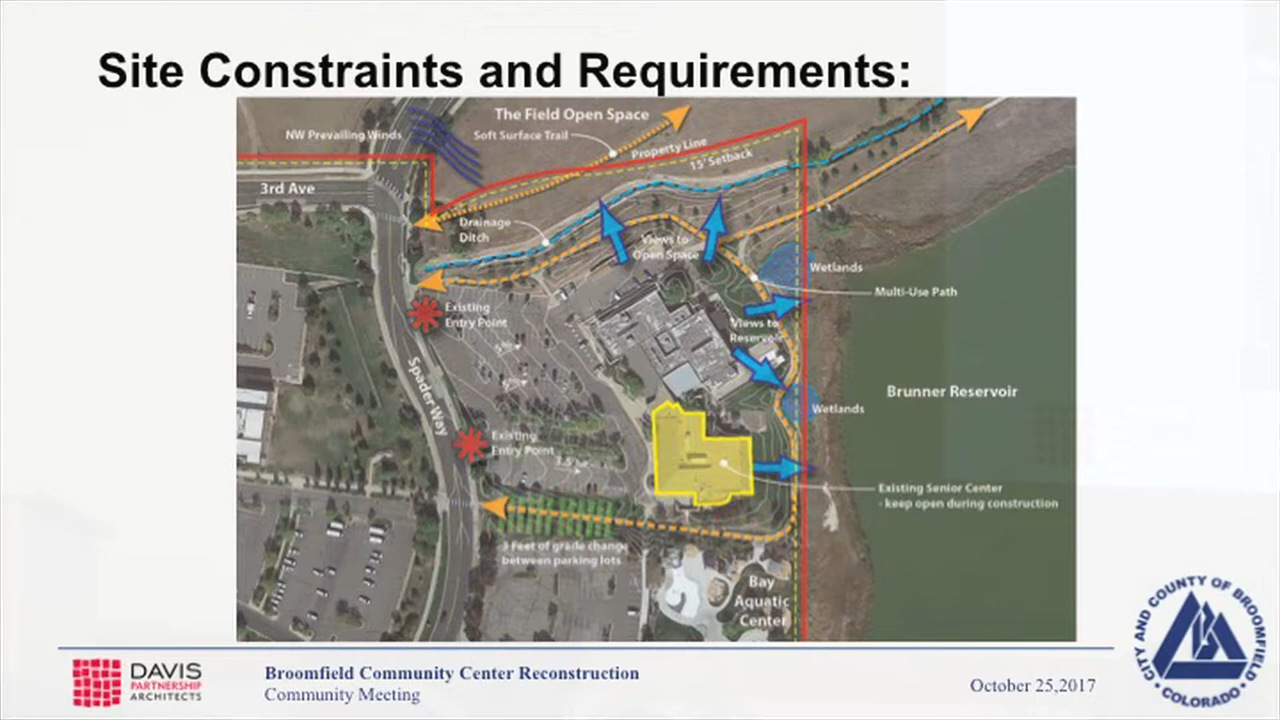 Site Constraints and Requirements:
The Field Open Space
NW Prevailing Winds
Soft Surface Trail
Property Line
15' Setback
3rd Ave
Drainage
Ditch
Views to
Open Space
Wetlands
Multi-Use Path
Existing
Entry Point
Views to
Reservoir
Spader Way
Brunner Reservoir
Wetlands
Existing
Entry Point
Existing Senior Center
- keep open during construction
3 Feet of grade change
between parking lots
Bay
Aquatic
Center
DAVIS
PARTNERSHIP
ARCHITECTS
Broomfield Community Center Reconstruction
Community Meeting
October 25,2017
CITY AND COUNTY OF BROOMFIELD
COLORADO